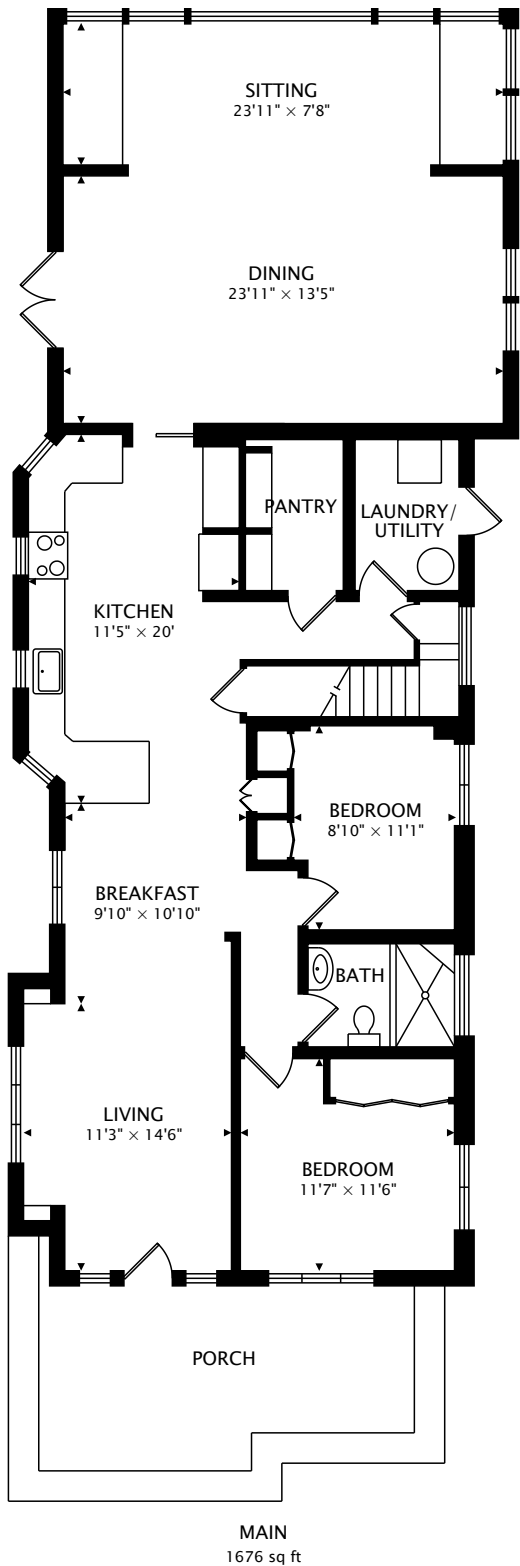 SITTING
23'11" × 7'8"
DINING
23'11" × 13'5"
PANTRY
LAUNDRY/
UTILITY
KITCHEN
11'5" × 20'
BEDROOM
8'10" × 11'1"
BREAKFAST
9'10" × 10'10"
BATH
LIVING
11'3" × 14'6"
BEDROOM
11'7" × 11'6"
PORCH
MAIN
1676 sq ft